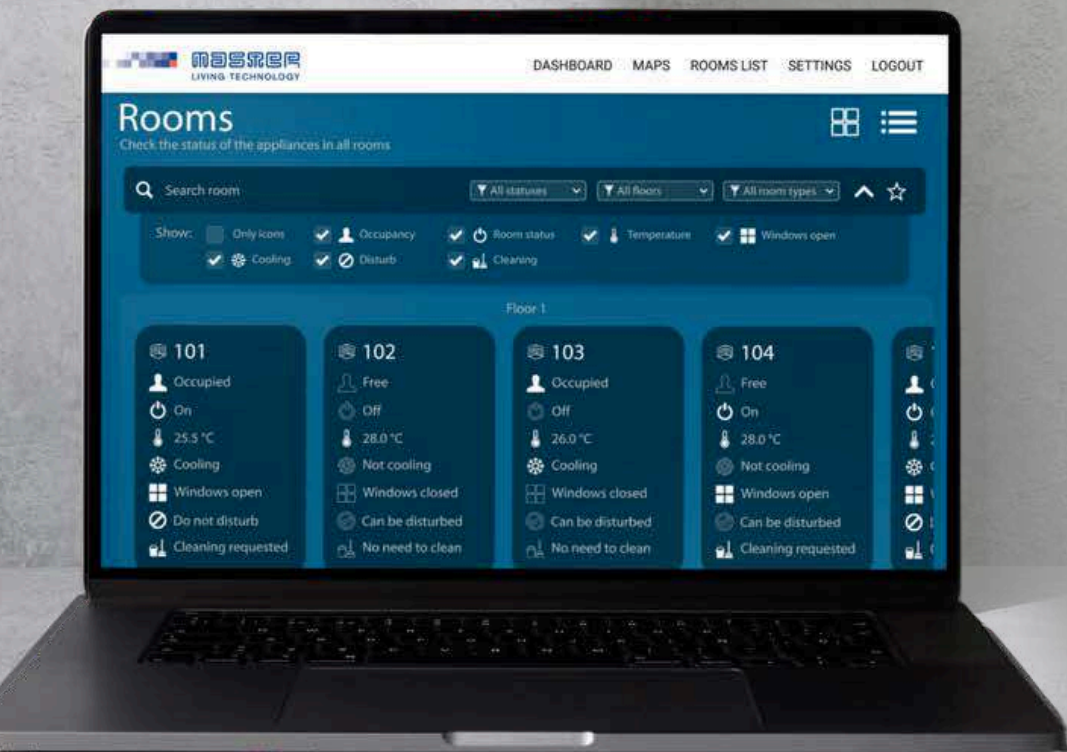 MASTER
LIVING TECHNOLOGY
DASHBOARD MAPS ROOMS LIST SETTINGS LOGOUT
Rooms
Check the status of the appliances in all rooms
Search room All statuses All floors All room types
Show: Only icons Occupancy Room status Temperature Windows open
Cooling Disturb Cleaning
Floor 1
101 102 103 104
Occupied Free Occupied Free
On Off Off On
25.5 °C 28.0 °C 26.0 °C 28.0 °C
Cooling Not cooling Cooling Not cooling
Windows open Windows closed Windows closed Windows open
Do not disturb Can be disturbed Can be disturbed Can be disturbed
Cleaning requested No need to clean No need to clean Cleaning requested